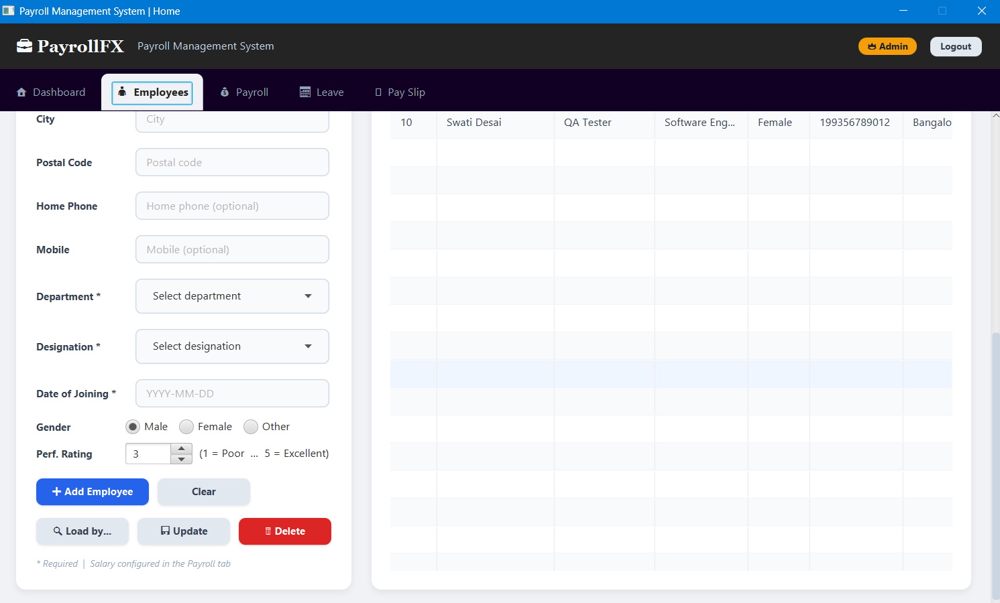 Payroll Management System | Home
PayrollFX Payroll Management System Admin Logout
Dashboard Employees Payroll Leave Pay Slip
City City
Postal Code Postal code
Home Phone Home phone (optional)
Mobile Mobile (optional)
Department * Select department
Designation * Select designation
Date of Joining * YYYY-MM-DD
Gender Male Female Other
Perf. Rating 3 (1 = Poor ... 5 = Excellent)
+ Add Employee Clear
Load by... Update Delete
* Required | Salary configured in the Payroll tab
10 Swati Desai QA Tester Software Eng... Female 199356789012 Bangalo